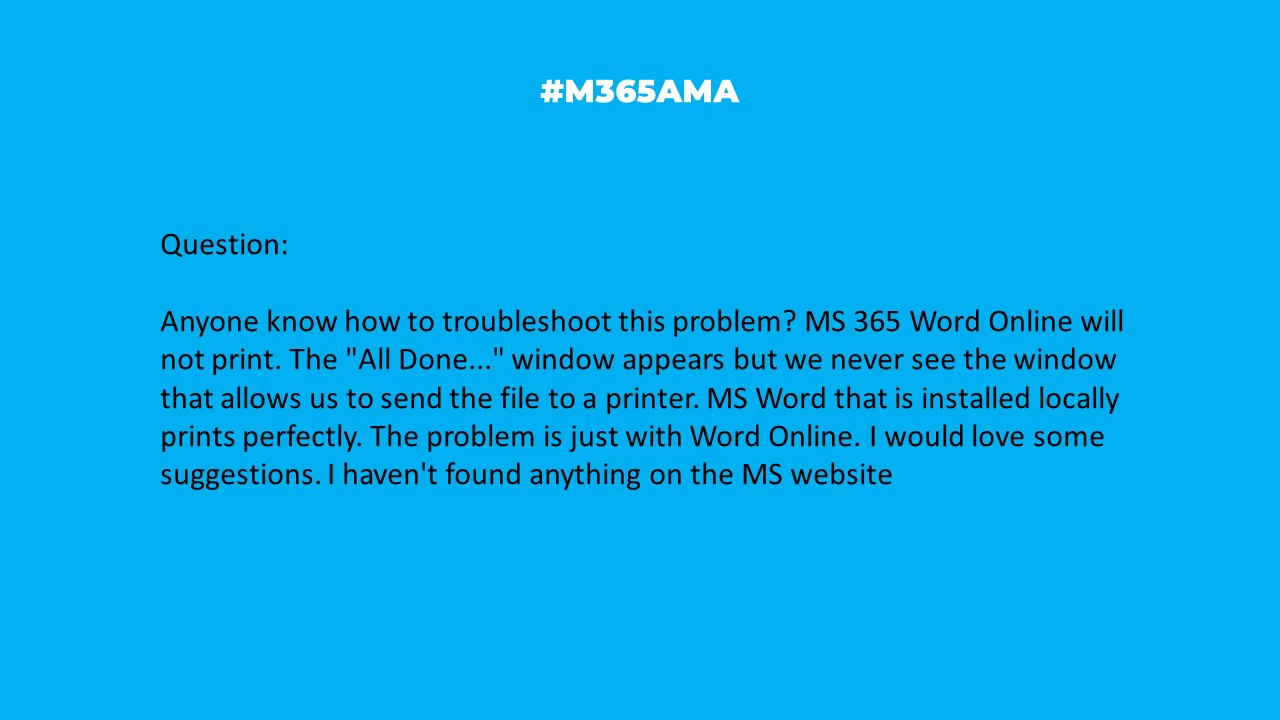 #M365AMA
Question:
Anyone know how to troubleshoot this problem? MS 365 Word Online will
not print. The "All Done..." window appears but we never see the window
that allows us to send the file to a printer. MS Word that is installed locally
prints perfectly. The problem is just with Word Online. I would love some
suggestions. I haven't found anything on the MS website